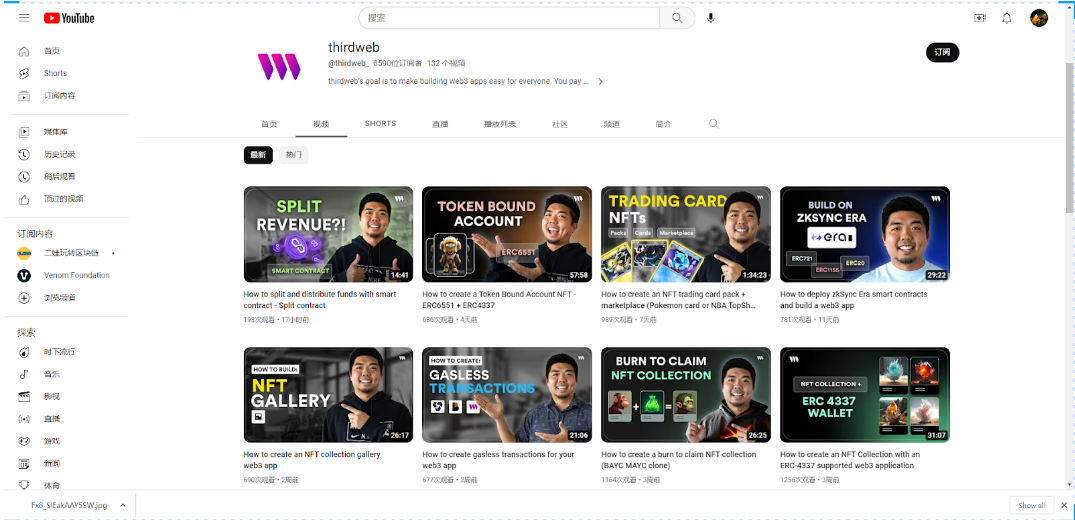 YouTube
搜索
首页
Shorts
订阅内容
媒体库
历史记录
稍后观看
顶过的视频
订阅内容
二娃玩转区块链
Venom Foundation
浏览频道
探索
时下流行
音乐
影视
直播
游戏
新闻
体育
thirdweb
@thirdweb_ 8590位订阅者 132 个视频
thirdweb's goal is to make building web3 apps easy for everyone. You pay ...
订阅
首页 视频 SHORTS 直播 播放列表 社区 频道 简介
最新 热门
SPLIT
REVENUE?!
SMART CONTRACT
14:41
How to split and distribute funds with smart
contract - Split contract
193次观看 • 17小时前
TOKEN BOUND
ACCOUNT
ERC6551
57:58
How to create a Token Bound Account NFT -
ERC6551 + ERC4337
686次观看 • 4天前
TRADING CARD
NFTs
Packs Cards Marketplace
1:34:23
How to create an NFT trading card pack +
marketplace (Pokemon card or NBA TopSh...
989次观看 • 7天前
BUILD ON
ZKSYNC ERA
era
ERC721
ERC1155
ERC20
29:22
How to deploy zkSync Era smart contracts
and build a web3 app
781次观看 • 11天前
HOW TO BUILD:
NFT
GALLERY
26:17
How to create an NFT collection gallery
web3 app
690次观看 • 2周前
HOW TO CREATE:
GASLESS
TRANSACTIONS
21:06
How to create gasless transactions for your
web3 app
677次观看 • 2周前
BURN TO CLAIM
NFT COLLECTION
26:25
How to create a burn to claim NFT collection
(BAYC MAYC clone)
1164次观看 • 3周前
NFT COLLECTION +
ERC 4337
WALLET
31:07
How to create an NFT Collection with an
ERC-4337 supported web3 application
1256次观看 • 3周前
Show all